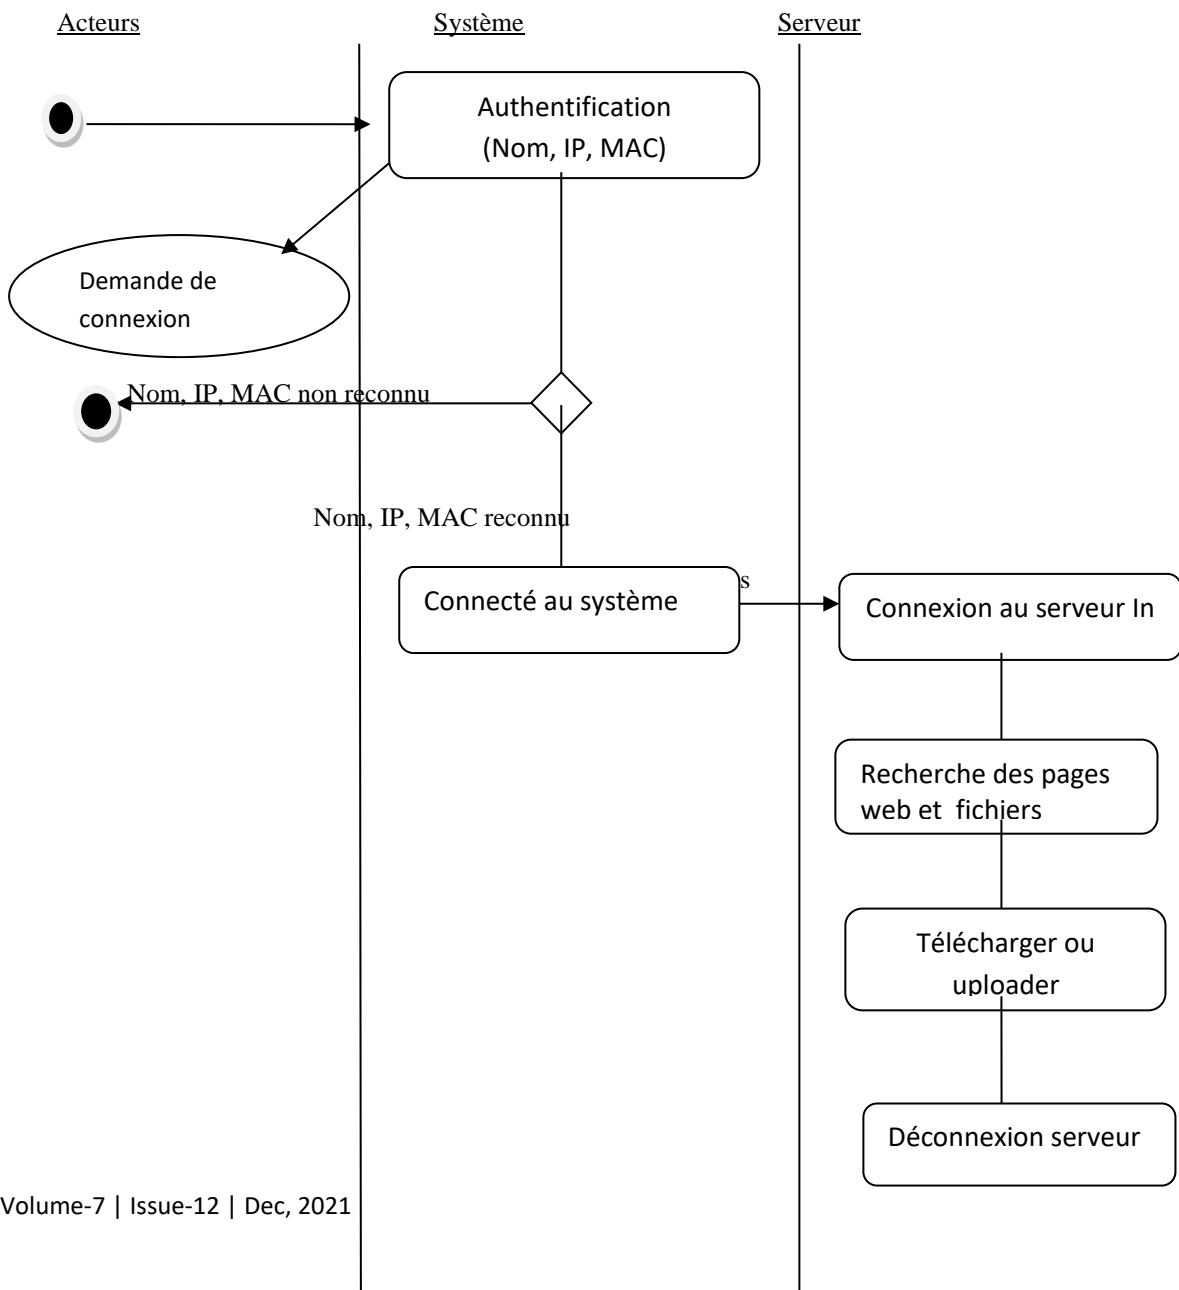 Acteurs
Système
Serveur
Authentification
(Nom, IP, MAC)
Demande de
connexion
Nom, IP, MAC non reconnu
Nom, IP, MAC reconnu
Connecté au système
s
Connexion au serveur In
Recherche des pages
web et fichiers
Télécharger ou
uploader
Déconnexion serveur
Volume-7 | Issue-12 | Dec, 2021